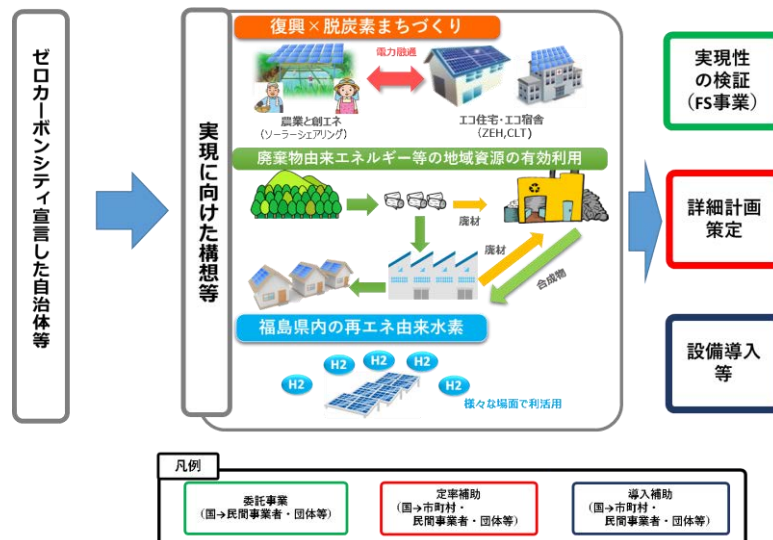 ゼロカーボンシティ宣言した自治体等
実現に向けた構想等
復興×脱炭素まちづくり
電力融通
農業と創エネ
(ソーラーシェアリング)
エコ住宅・エコ宿舎
(ZEH,CLT)
廃棄物由来エネルギー等の地域資源の有効利用
廃材
廃材
合成物
福島県内の再エネ由来水素
H2
H2
H2
H2
H2
様々な場面で利活用
実現性
の検証
(FS事業)
詳細計画
策定
設備導入
等
凡例
委託事業
(国→民間事業者・団体等)
定率補助
(国→市町村・
民間事業者・団体等)
導入補助
(国→市町村・
民間事業者・団体等)